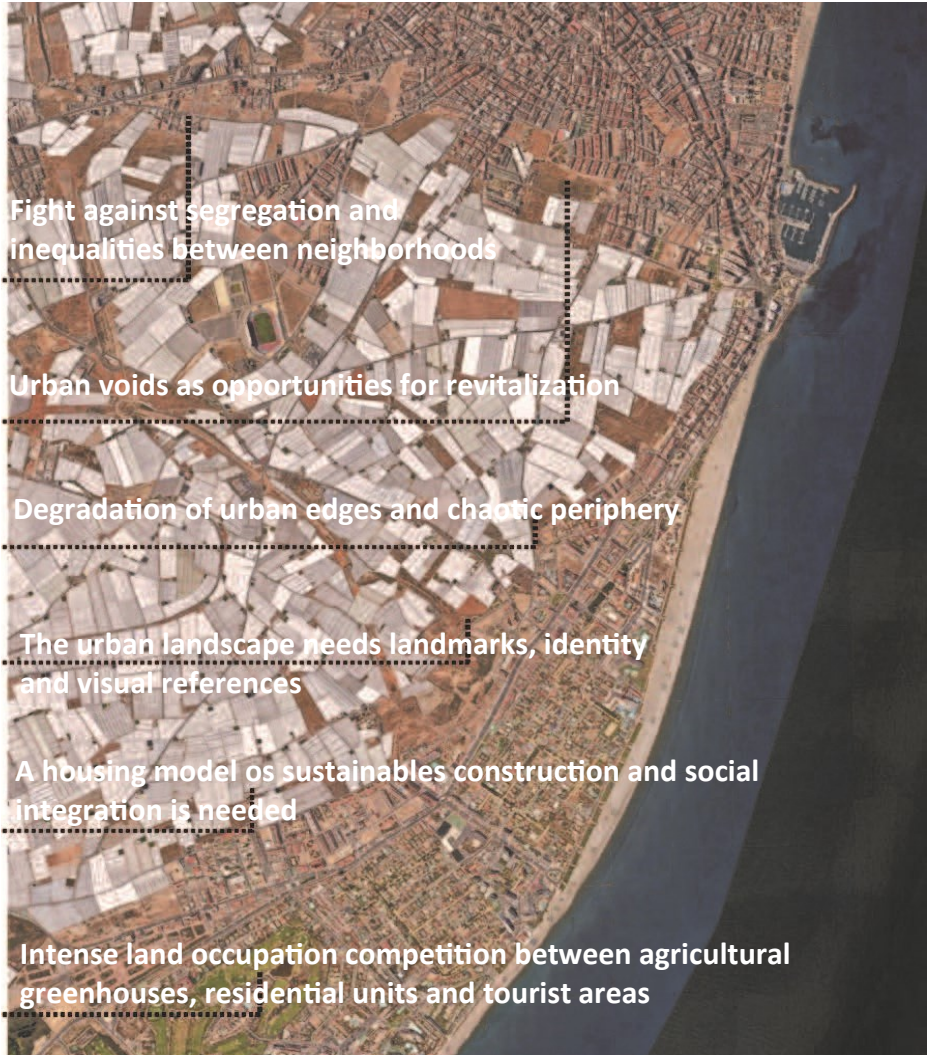 Fight against segregation and
inequalities between neighborhoods
Urban voids as opportunities for revitalization
Degradation of urban edges and chaotic periphery
The urban landscape needs landmarks, identity
and visual references
A housing model os sustainables construction and social
integration is needed
Intense land occupation competition between agricultural
greenhouses, residential units and tourist areas